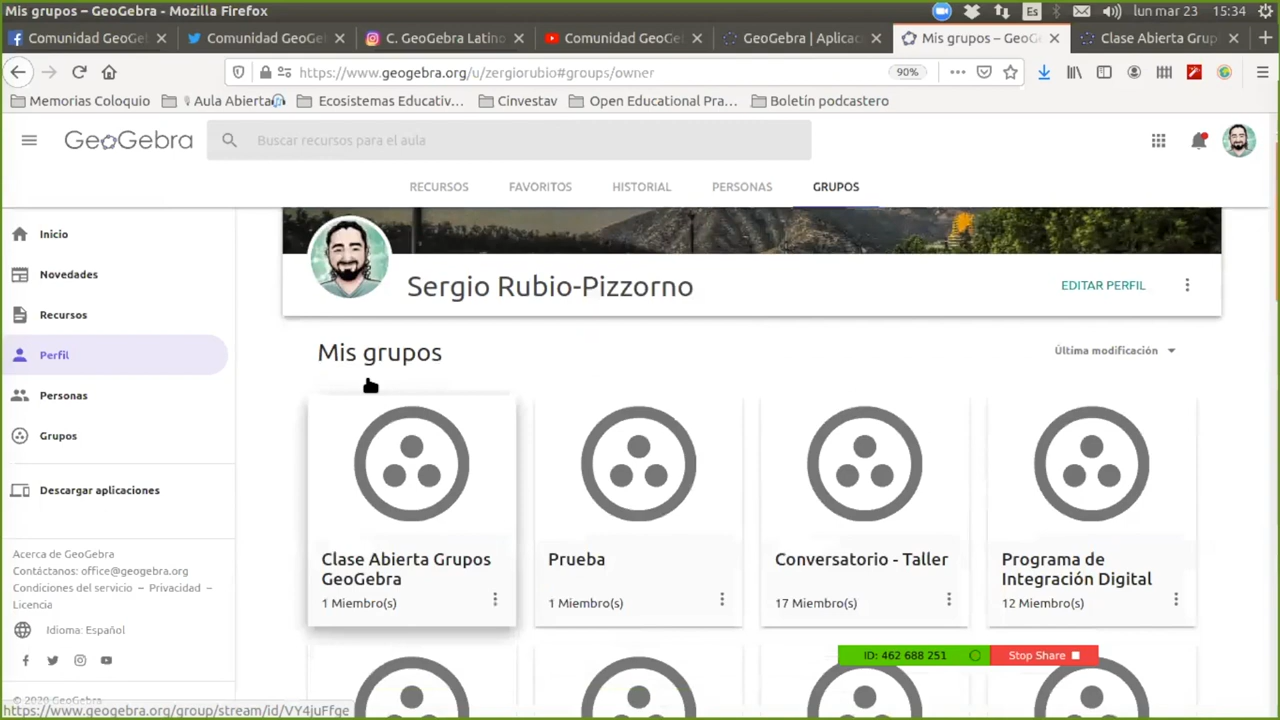 Mis grupos – GeoGebra - Mozilla Firefox
Es
lun mar 23 15:34
Comunidad GeoGe
Comunidad GeoGe
C. GeoGebra Latino
Comunidad GeoGe
GeoGebra | Aplicac
Mis grupos – GeoGe
Clase Abierta Grup
https://www.geogebra.org/u/zergiorubio#groups/owner
90%
Memorias Coloquio
Aula Abierta
Ecosistemas Educativ…
Cinvestav
Open Educational Pra…
Boletín podcastero
GeoGebra
Buscar recursos para el aula
RECURSOS
FAVORITOS
HISTORIAL
PERSONAS
GRUPOS
Inicio
Novedades
Recursos
Perfil
Personas
Grupos
Descargar aplicaciones
Acerca de GeoGebra
Contáctanos: office@geogebra.org
Condiciones del servicio – Privacidad –
Licencia
Idioma: Español
© 2020 GeoGebra
Sergio Rubio-Pizzorno
EDITAR PERFIL
Mis grupos
Última modificación
Clase Abierta Grupos
GeoGebra
1 Miembro(s)
Prueba
1 Miembro(s)
Conversatorio - Taller
17 Miembro(s)
Programa de
Integración Digital
12 Miembro(s)
ID: 462 688 251
Stop Share
https://www.geogebra.org/group/stream/id/VY4juFfge